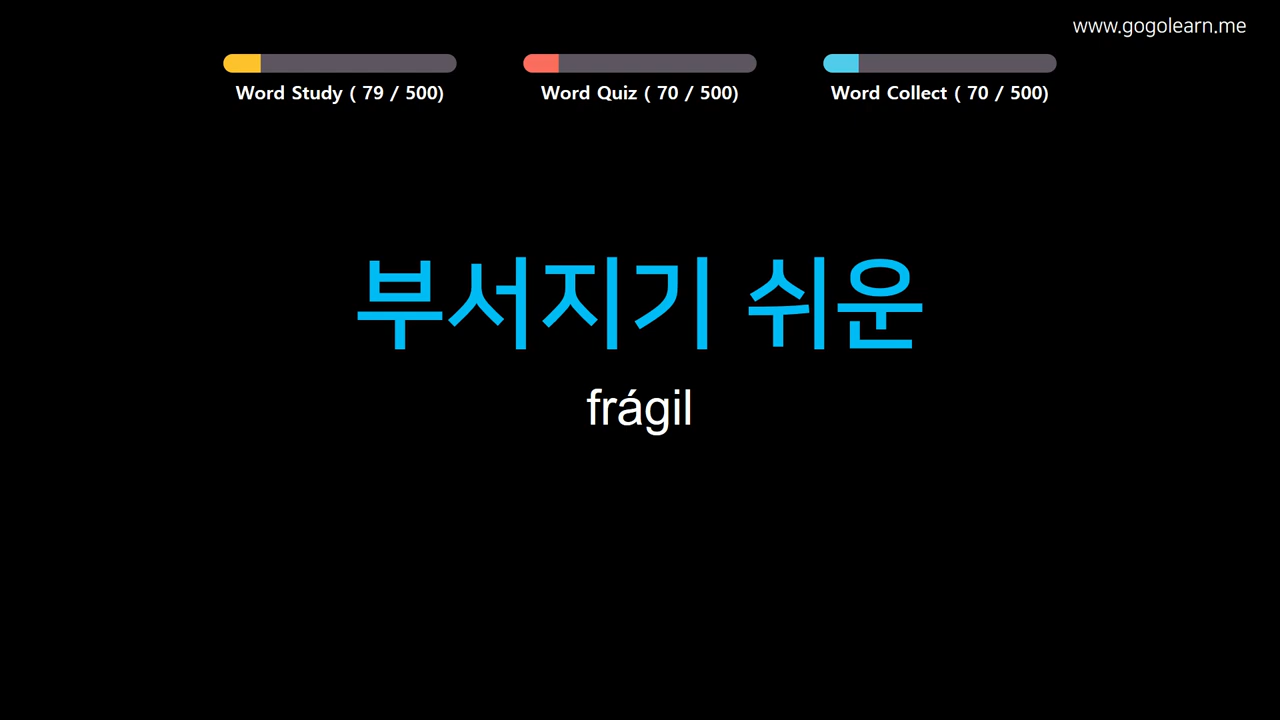 www.gogolearn.me
Word Study ( 79 / 500)
Word Quiz ( 70 / 500)
Word Collect ( 70 / 500)
부서지기 쉬운
frágil